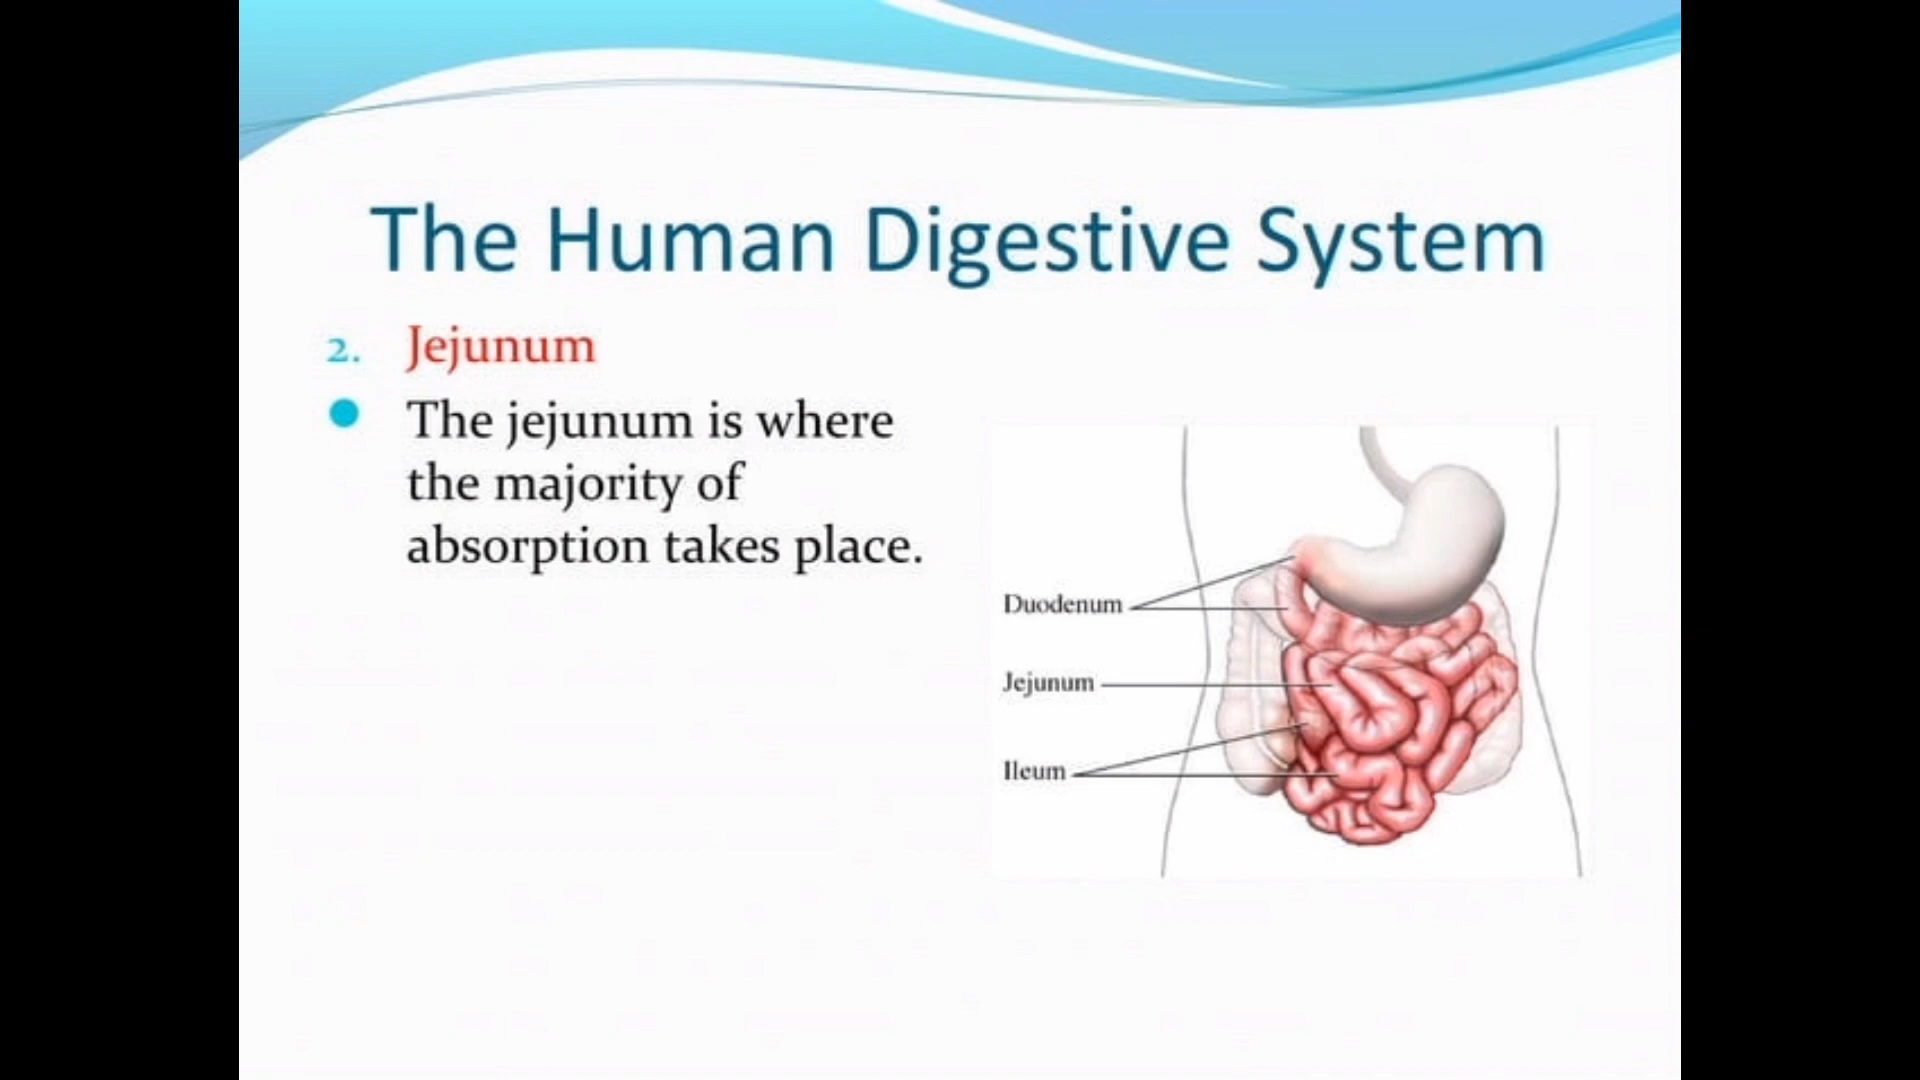 The Human Digestive System
2. Jejunum
The jejunum is where
the majority of
absorption takes place.
Duodenum
Jejunum
Ileum